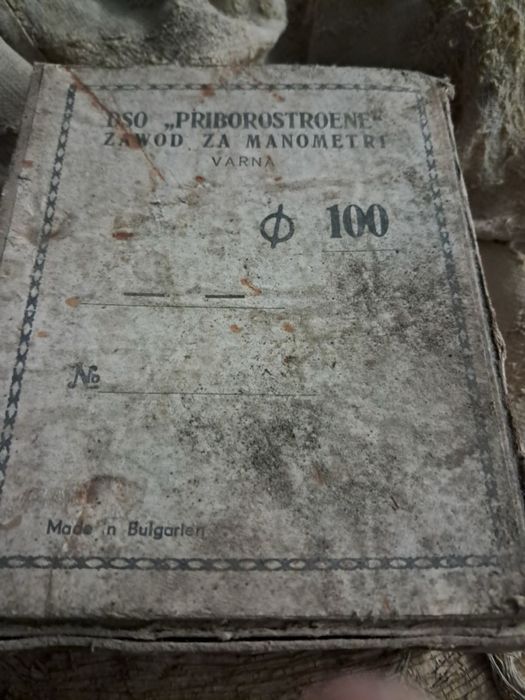 DSO „PRIBOROSTROENE“
ZAWOD ZA MANOMETRI
VARNA
Ø 100
№
Made in Bulgarien